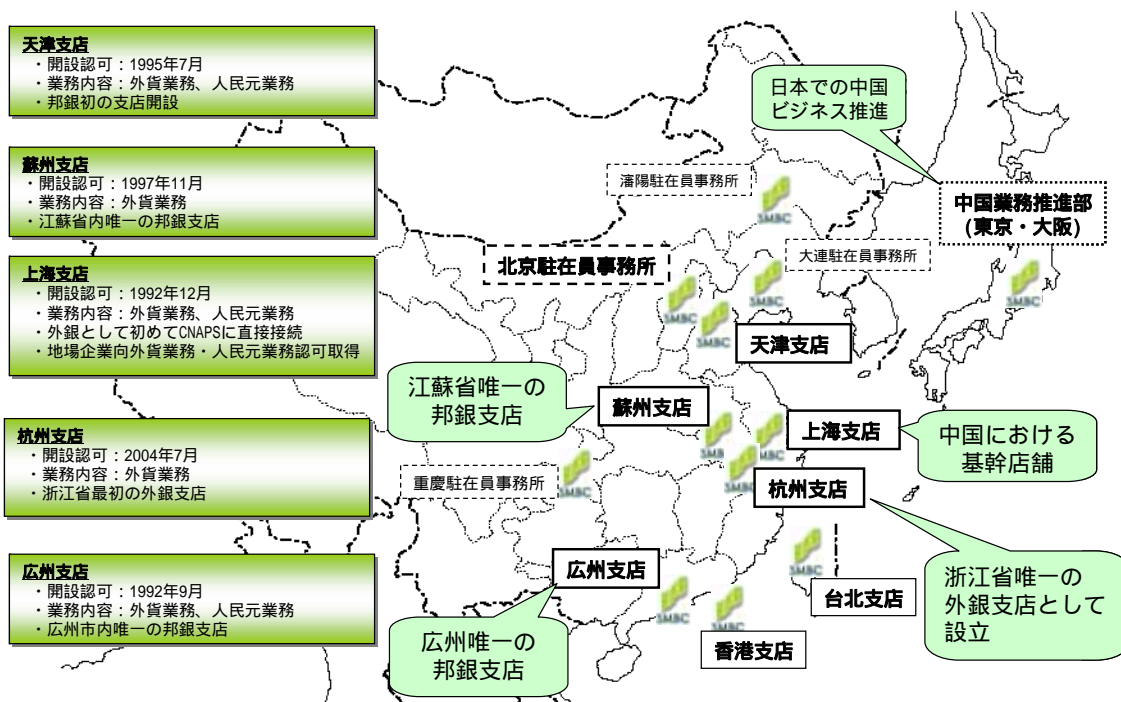 天津支店
・開設認可：1995年7月
・業務内容：外貨業務、人民元業務
・邦銀初の支店開設
蘇州支店
・開設認可：1997年11月
・業務内容：外貨業務
・江蘇省内唯一の邦銀支店
上海支店
・開設認可：1992年12月
・業務内容：外貨業務、人民元業務
・外銀として初めてCNAPSに直接接続
・地場企業向外貨業務・人民元業務認可取得
杭州支店
・開設認可：2004年7月
・業務内容：外貨業務
・浙江省最初の外銀支店
広州支店
・開設認可：1992年9月
・業務内容：外貨業務、人民元業務
・広州市内唯一の邦銀支店
日本での中国
ビジネス推進
瀋陽駐在員事務所
SMBC
中国業務推進部
(東京・大阪)
北京駐在員事務所
大連駐在員事務所
SMBC
SMBC
SMBC
SMBC
天津支店
江蘇省唯一の
邦銀支店
蘇州支店
SMBC
SMBC
上海支店
中国における
基幹店舗
重慶駐在員事務所
SMBC
SMBC
杭州支店
広州支店
SMBC
台北支店
浙江省唯一の
外銀支店として
設立
広州唯一の
邦銀支店
SMBC
SMBC
香港支店